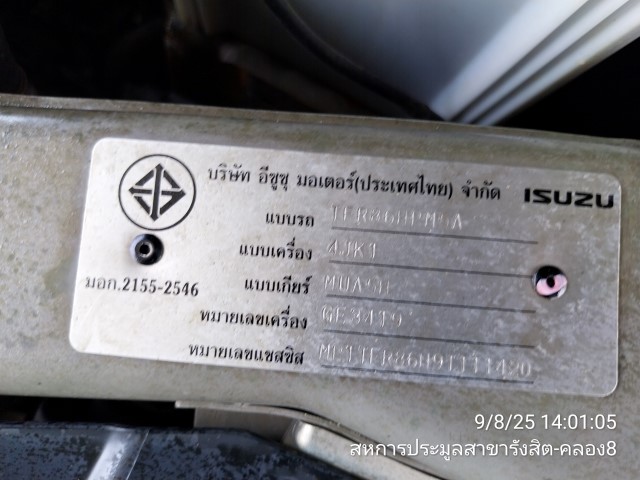 บริษัท อีซูซุ มอเตอร์(ประเทศไทย) จำกัด ISUZU
แบบรถ
แบบเครื่อง 4JK1
มอก.2155-2546 แบบเกียร์
หมายเลขเครื่อง
หมายเลขแชสซิส
9/8/25 14:01:05
สหการประมูลสาขารังสิต-คลอง8